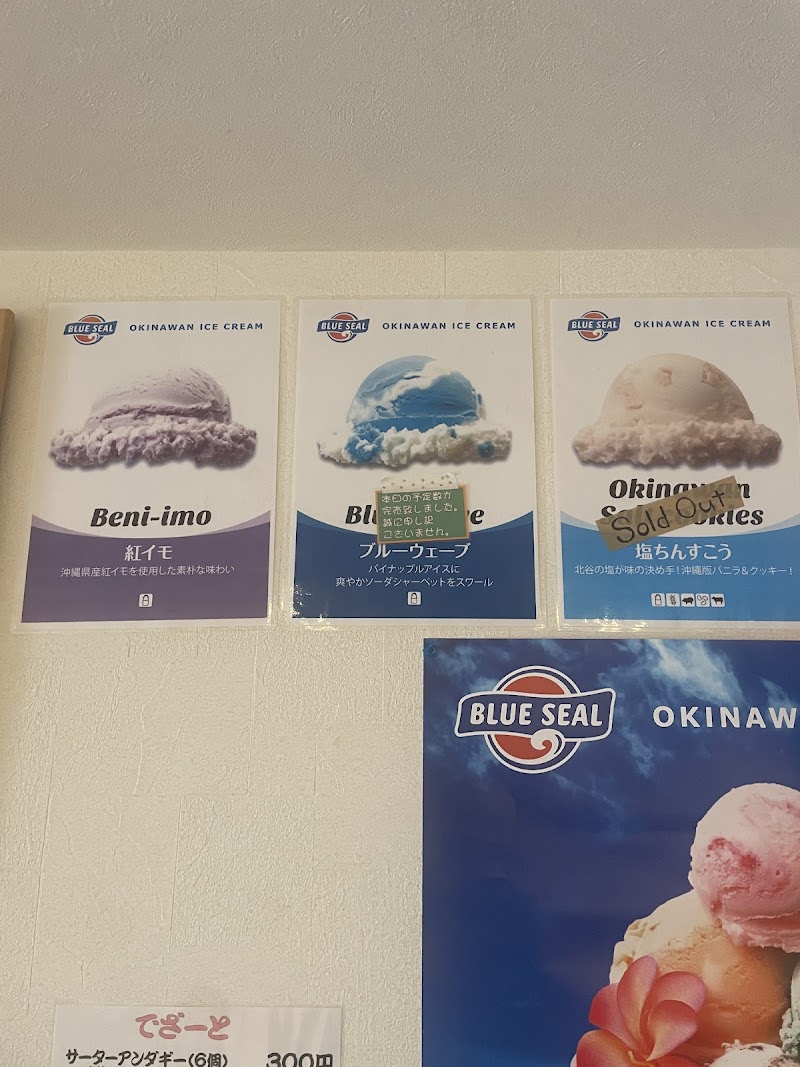 BLUE SEAL
OKINAWAN ICE CREAM
Beni-imo
紅イモ
沖縄県産紅イモを使用した素朴な味わい
BLUE SEAL
OKINAWAN ICE CREAM
本日の予定数が
完売致しました。
誠に申し訳
ございません。
ブルーウェーブ
パイナップルアイスに
爽やかソーダシャーベットをスワール
BLUE SEAL
OKINAWAN ICE CREAM
Okinawan
Sold Out
塩ちんすこう
北谷の塩が味の決め手！沖縄版バニラ＆クッキー！
BLUE SEAL
OKINAW
でざーと
サーターアンダギー(6個) 300円